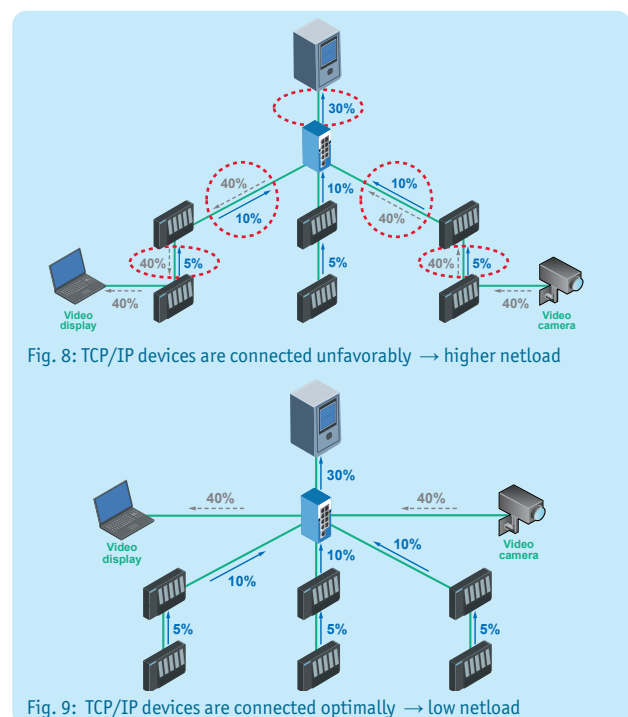 30%
40%
10%
10%
10%
40%
40%
5%
5%
40%
5%
40%
40%
Video
display
Video
camera
Fig. 8: TCP/IP devices are connected unfavorably → higher netload
30%
40%
40%
Video
display
Video
camera
10%
10%
10%
5%
5%
5%
Fig. 9: TCP/IP devices are connected optimally → low netload